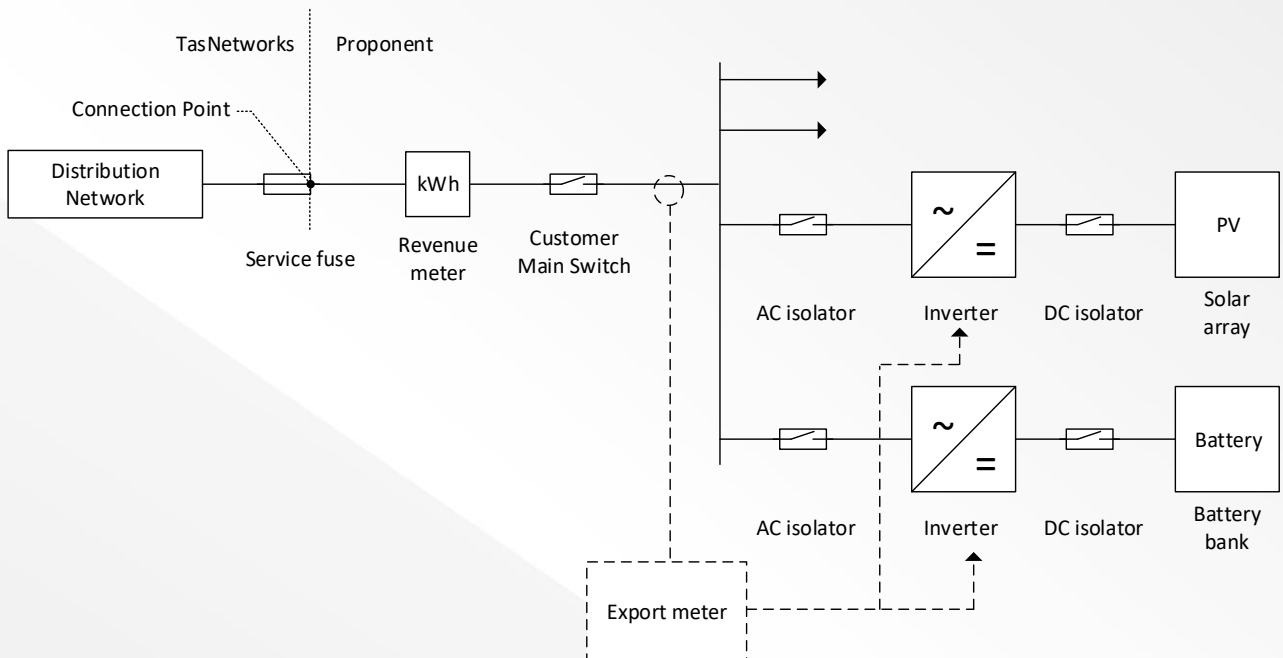 TasNetworks
Proponent
Connection Point
Distribution
Network
kWh
Service fuse
Revenue
meter
Customer
Main Switch
~
=
PV
AC isolator
Inverter
DC isolator
Solar
array
~
=
Battery
AC isolator
Inverter
DC isolator
Battery
bank
Export meter